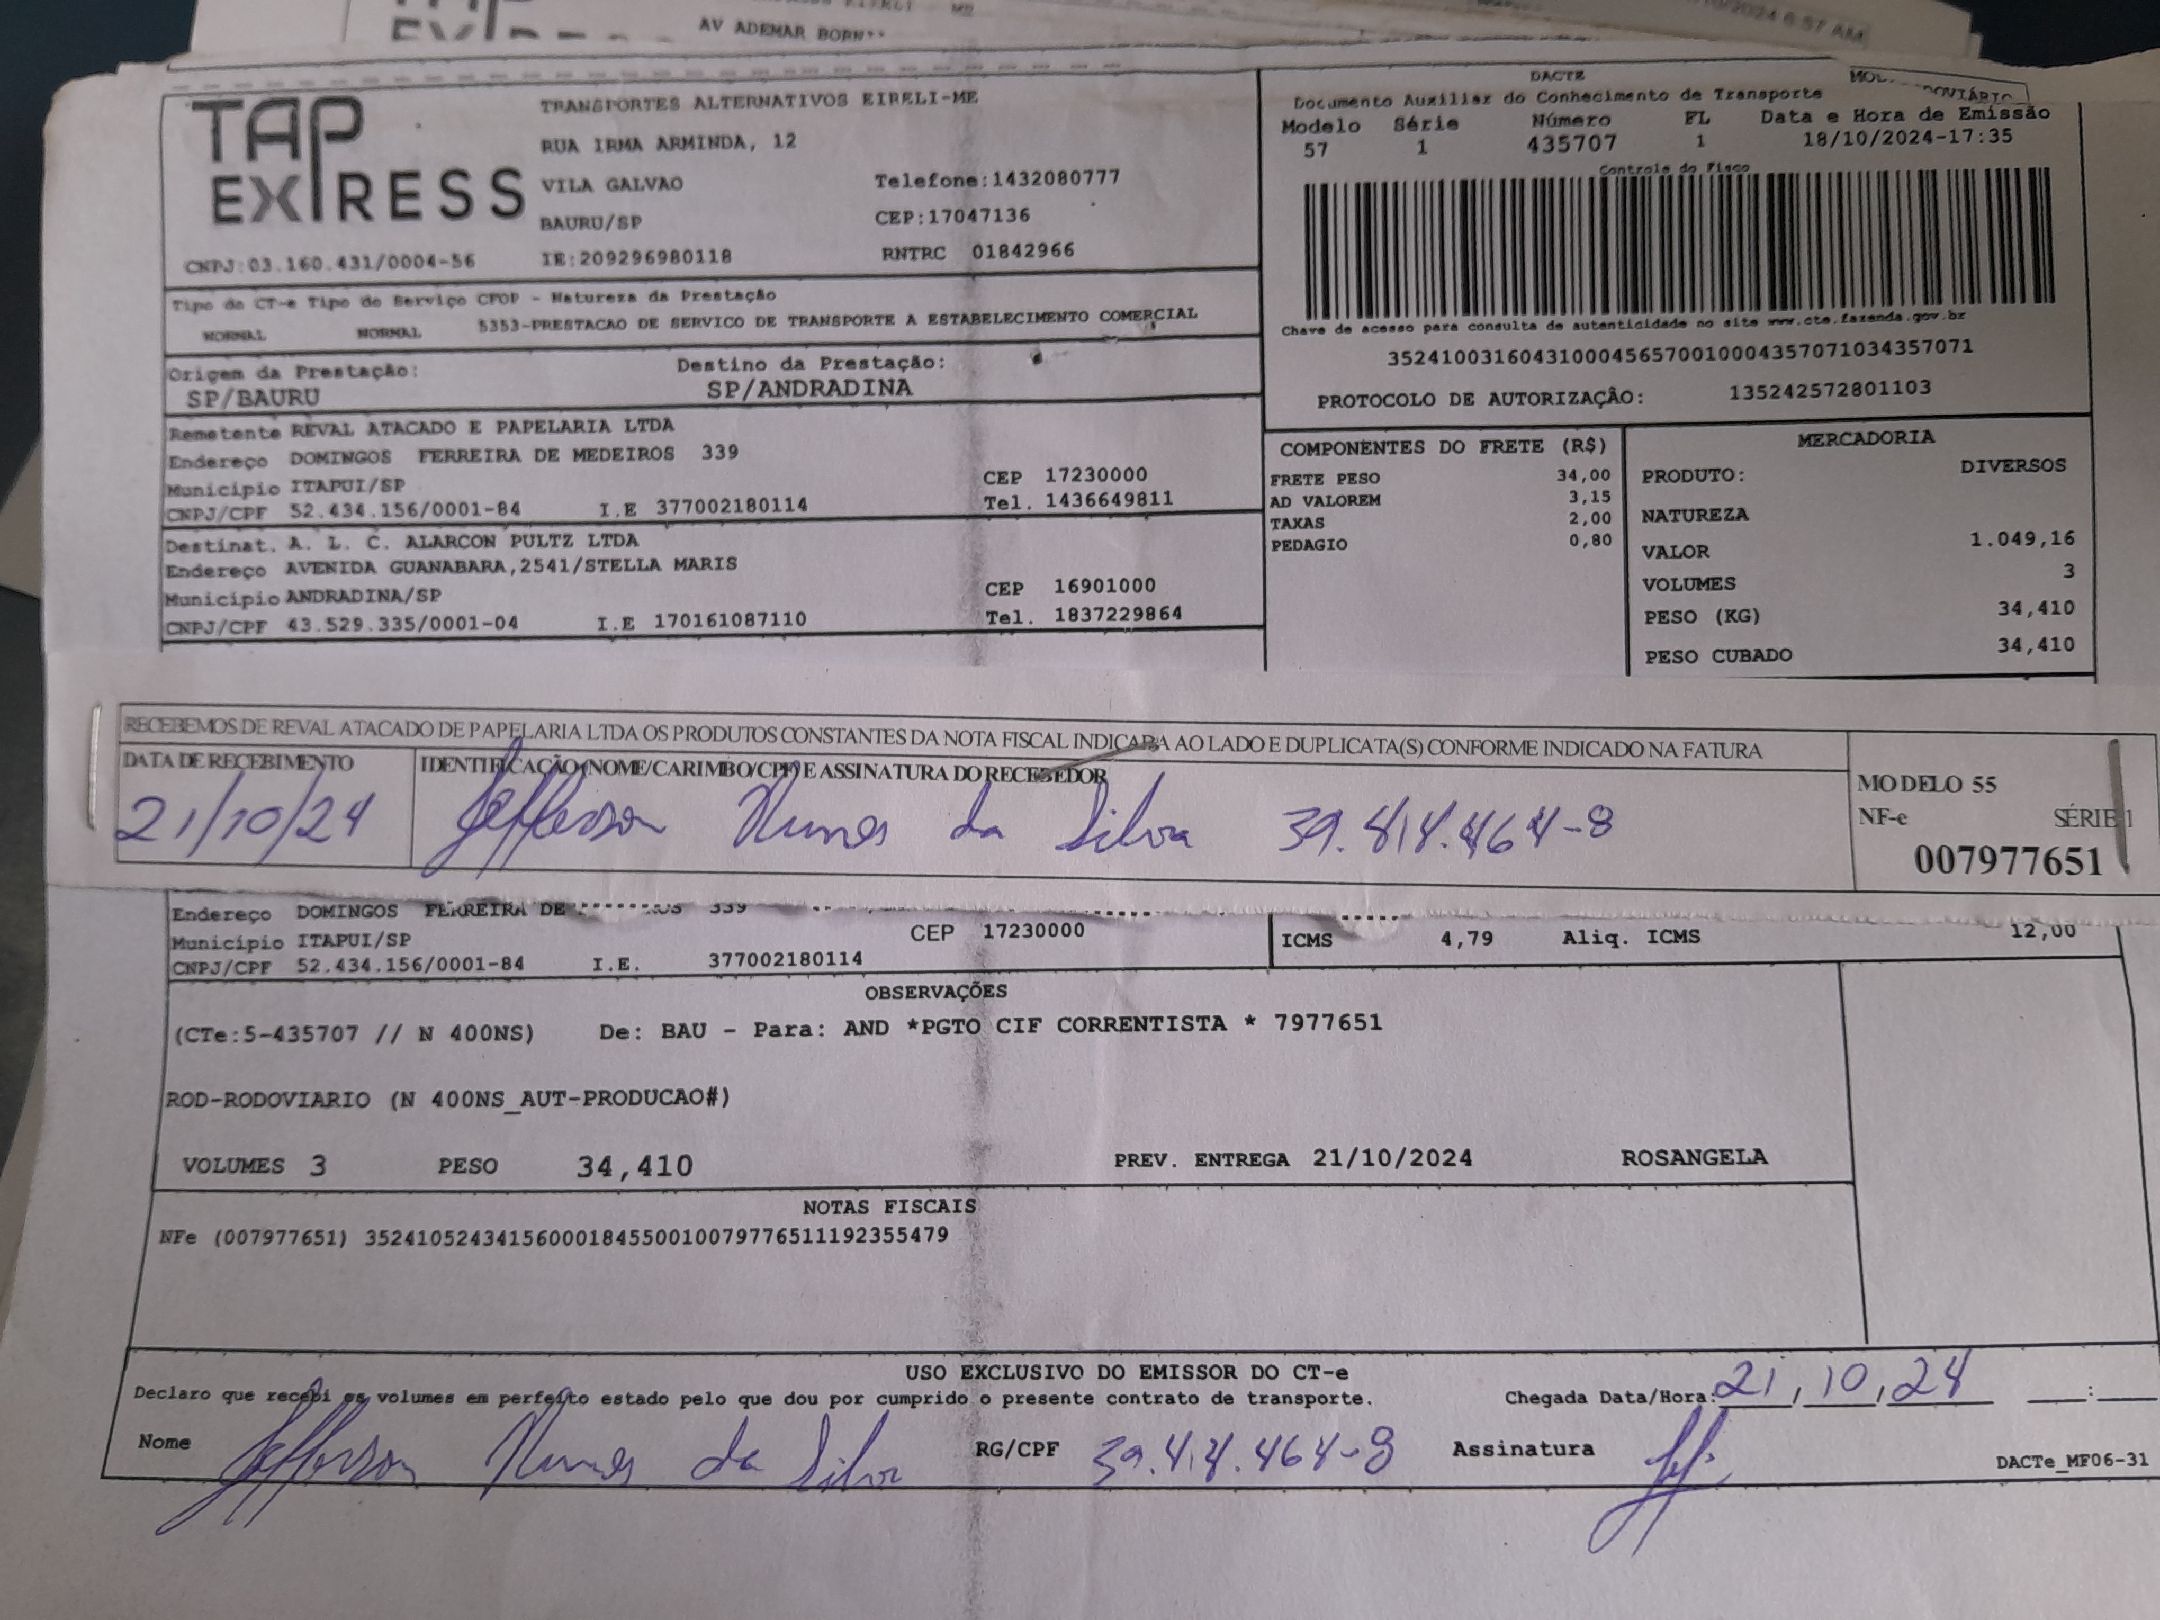 AV ADEMAR
/2024 6:57 AM
TAP EXPRESS
TRANSPORTES ALTERNATIVOS EIRELI-ME
RUA IRMA ARMINDA, 12
VILA GALVAO Telefone:1432080777
BAURU/SP CEP:17047136
CNPJ:03.160.431/0004-56 IE:209296980118 RNTRC 01842966
DACTE
Documento Auxiliar do Conhecimento de Transporte
Modelo Série Número FL Data e Hora de Emissão
57 1 435707 1 18/10/2024-17:35
Controle do Fisco
Chave de acesso para consulta de autenticidade no site www.cte.fazenda.gov.br
35241003160431000456570010004357071034357071
PROTOCOLO DE AUTORIZAÇÃO: 135242572801103
Tipo do CT-e Tipo do Serviço CFOP - Natureza da Prestação
NORMAL NORMAL 5353-PRESTACAO DE SERVICO DE TRANSPORTE A ESTABELECIMENTO COMERCIAL
Origem da Prestação: Destino da Prestação:
SP/BAURU SP/ANDRADINA
Remetente REVAL ATACADO E PAPELARIA LTDA
Endereço DOMINGOS FERREIRA DE MEDEIROS 339
Município ITAPUI/SP CEP 17230000
CNPJ/CPF 52.434.156/0001-84 I.E 377002180114 Tel. 1436649811
Destinat. A. L. C. ALARCON PULTZ LTDA
Endereço AVENIDA GUANABARA,2541/STELLA MARIS
Município ANDRADINA/SP CEP 16901000
CNPJ/CPF 43.529.335/0001-04 I.E 170161087110 Tel. 1837229864
COMPONENTES DO FRETE (R$)
FRETE PESO 34,00
AD VALOREM 3,15
TAXAS 2,00
PEDAGIO 0,80
MERCADORIA
PRODUTO: DIVERSOS
NATUREZA
VALOR 1.049,16
VOLUMES 3
PESO (KG) 34,410
PESO CUBADO 34,410
RECEBEMOS DE REVAL ATACADO DE PAPELARIA LTDA OS PRODUTOS CONSTANTES DA NOTA FISCAL INDICADA AO LADO E DUPLICATA(S) CONFORME INDICADO NA FATURA
DATA DE RECEBIMENTO IDENTIFICAÇÃO (NOME/CARIMBO/CPF) E ASSINATURA DO RECEBEDOR
21/10/24 Jefferson Nunes da Silva 39.414.464-8
MODELO 55
NF-e SÉRIE 1
007977651
Endereço DOMINGOS FERREIRA DE 339
Município ITAPUI/SP CEP 17230000
CNPJ/CPF 52.434.156/0001-84 I.E. 377002180114
ICMS 4,79 Aliq. ICMS 12,00
OBSERVAÇÕES
(CTe:5-435707 // N 400NS) De: BAU - Para: AND *PGTO CIF CORRENTISTA * 7977651
ROD-RODOVIARIO (N 400NS_AUT-PRODUCAO#)
VOLUMES 3 PESO 34,410 PREV. ENTREGA 21/10/2024 ROSANGELA
NOTAS FISCAIS
NFe (007977651) 35241052434156000184550010079776511192355479
USO EXCLUSIVO DO EMISSOR DO CT-e
Declaro que recebi os volumes em perfeito estado pelo que dou por cumprido o presente contrato de transporte. Chegada Data/Hora: 21,10,24 __:__
Nome Jefferson Nunes da Silva RG/CPF 39.414.464-8 Assinatura
DACTe_MF06-31